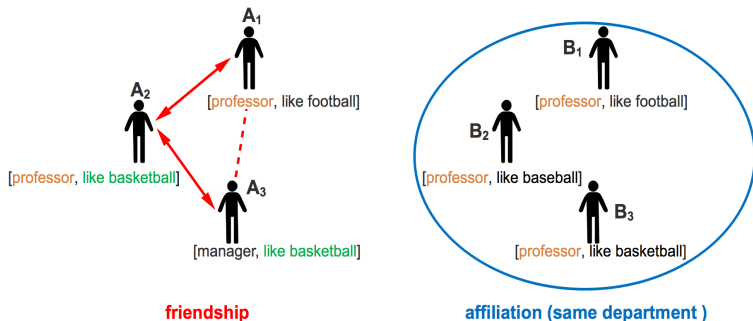 A1
[professor, like football]
A2
[professor, like basketball]
A3
[manager, like basketball]
friendship
B1
[professor, like football]
B2
[professor, like baseball]
B3
[professor, like basketball]
affiliation (same department )